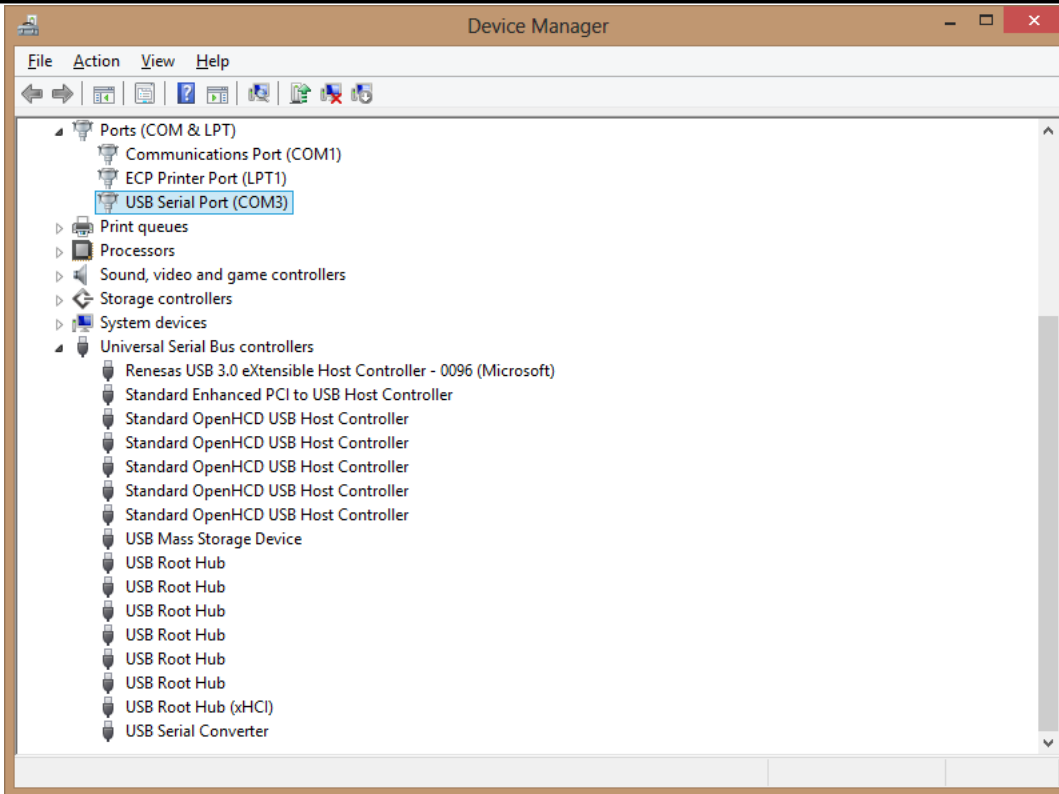 Device Manager
File Action View Help
Ports (COM & LPT)
Communications Port (COM1)
ECP Printer Port (LPT1)
USB Serial Port (COM3)
Print queues
Processors
Sound, video and game controllers
Storage controllers
System devices
Universal Serial Bus controllers
Renesas USB 3.0 eXtensible Host Controller - 0096 (Microsoft)
Standard Enhanced PCI to USB Host Controller
Standard OpenHCD USB Host Controller
Standard OpenHCD USB Host Controller
Standard OpenHCD USB Host Controller
Standard OpenHCD USB Host Controller
Standard OpenHCD USB Host Controller
USB Mass Storage Device
USB Root Hub
USB Root Hub
USB Root Hub
USB Root Hub
USB Root Hub
USB Root Hub
USB Root Hub (xHCI)
USB Serial Converter